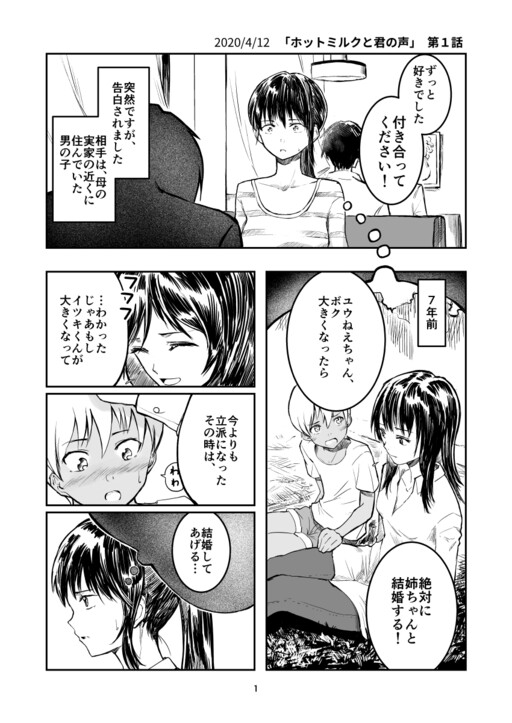 2020/4/12 「ホットミルクと君の声」 第1話
ずっと
好きでした
付き合って
ください!
突然ですが、
告白されました
相手は、母の
実家の近くに
住んでいた
男の子
7年前
ユウねえちゃん、
ボク
大きくなったら
絶対に
姉ちゃんと
結婚する!
フフフ
…わかった
じゃあもし
イツキくんが
大きくなって
今よりも
立派になった
その時は、
わわ
結婚して
あげる…
1